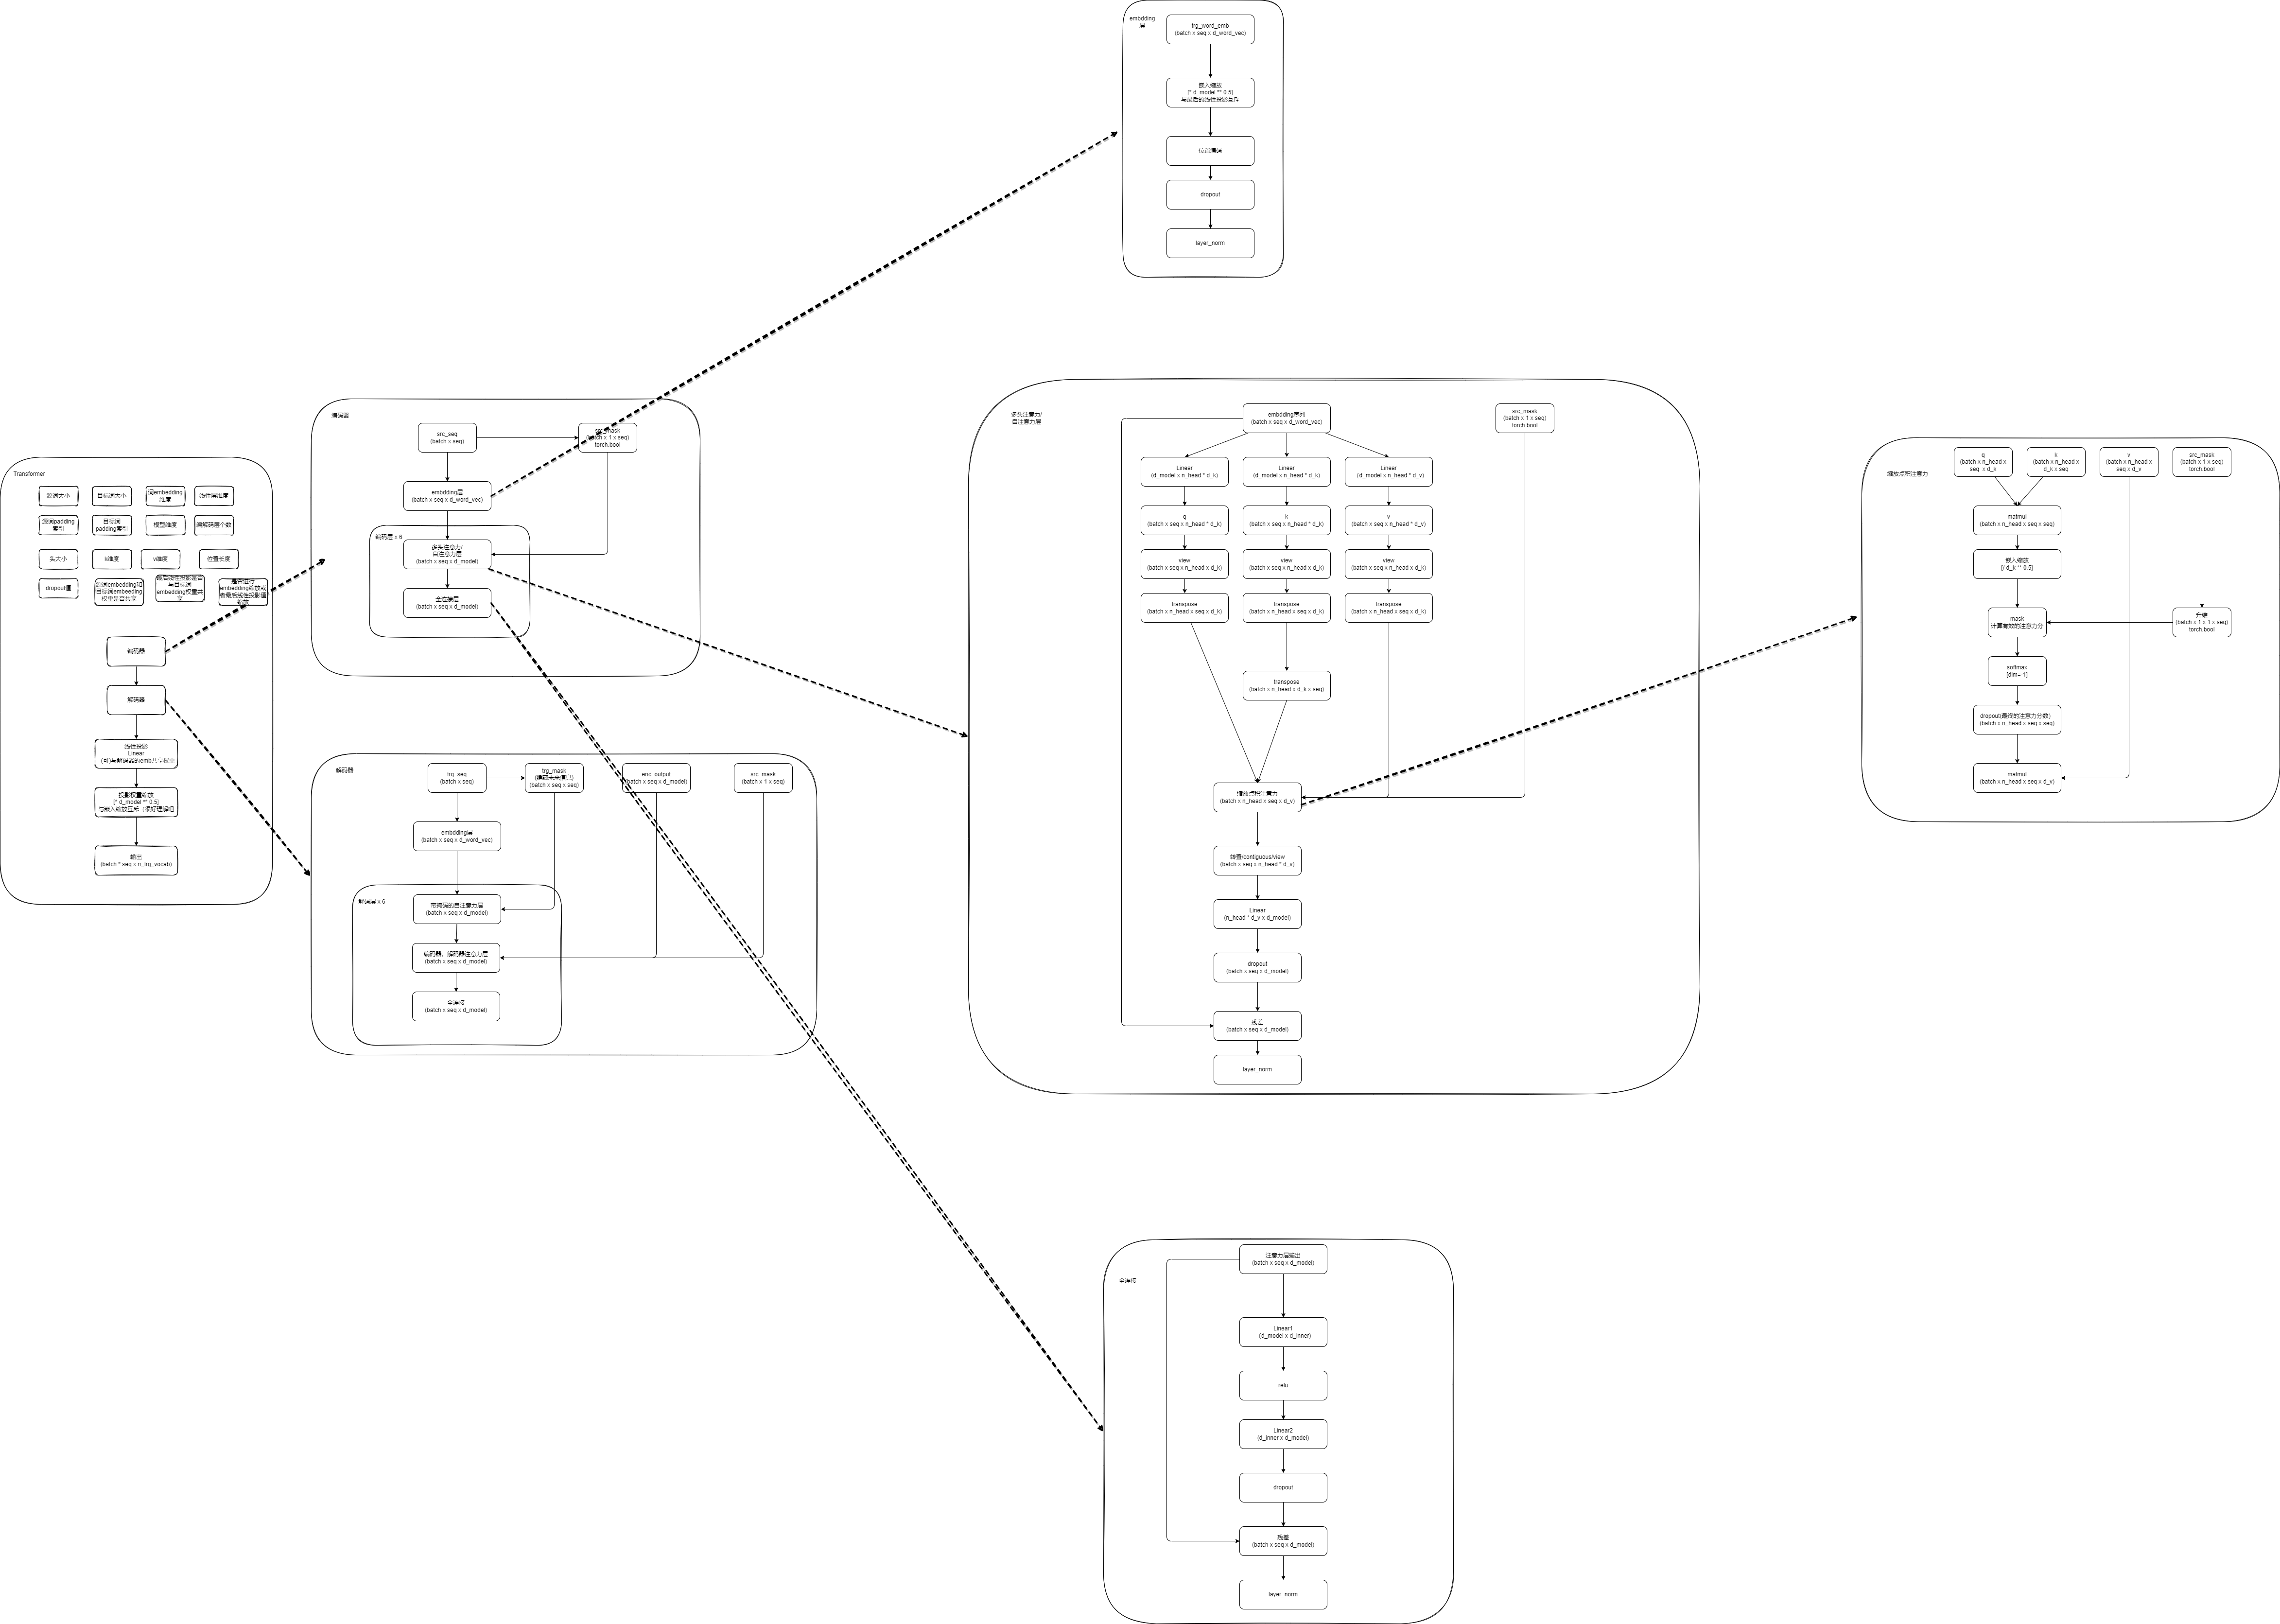 embdding
层
trg_word_emb
(batch x seq x d_word_vec)
嵌入缩放
[* d_model ** 0.5]
与最后的线性投影互斥
位置编码
dropout
layer_norm
Transformer
源词大小
目标词大小
词embedding
维度
线性层维度
源词padding
索引
目标词
padding索引
模型维度
编解码层个数
头大小
k维度
v维度
位置长度
dropout值
源词embedding和
目标词embeeding
权重是否共享
最后线性投影是否
与目标词
embedding权重共
享
是否进行
embedding缩放或
者最后线性投影值
缩放
编码器
解码器
线性投影
Linear
(可)与解码器的emb共享权重
投影权重缩放
[* d_model ** 0.5]
与嵌入缩放互斥（很好理解吧
输出
(batch * seq x n_trg_vocab)
编码器
src_seq
(batch x seq)
src_mask
(batch x 1 x seq)
torch.bool
embdding层
(batch x seq x d_word_vec)
编码层 x 6
多头注意力/
自注意力层
(batch x seq x d_model)
全连接层
(batch x seq x d_model)
解码器
trg_seq
(batch x seq)
trg_mask
(隐藏未来信息)
(batch x seq x seq)
enc_output
(batch x seq x d_model)
src_mask
(batch x 1 x seq)
embdding层
(batch x seq x d_word_vec)
解码层 x 6
带掩码的自注意力层
(batch x seq x d_model)
编码器、解码器注意力层
(batch x seq x d_model)
全连接
(batch x seq x d_model)
多头注意力/
自注意力层
embdding序列
(batch x seq x d_word_vec)
src_mask
(batch x 1 x seq)
torch.bool
Linear
(d_model x n_head * d_k)
Linear
(d_model x n_head * d_k)
Linear
(d_model x n_head * d_v)
q
(batch x seq x n_head * d_k)
k
(batch x seq x n_head * d_k)
v
(batch x seq x n_head * d_v)
view
(batch x seq x n_head x d_k)
view
(batch x seq x n_head x d_k)
view
(batch x seq x n_head x d_k)
transpose
(batch x n_head x seq x d_k)
transpose
(batch x n_head x seq x d_k)
transpose
(batch x n_head x seq x d_k)
transpose
(batch x n_head x d_k x seq)
缩放点积注意力
(batch x n_head x seq x d_v)
转置/contiguous/view
(batch x seq x n_head * d_v)
Linear
(n_head * d_v x d_model)
dropout
(batch x seq x d_model)
残差
(batch x seq x d_model)
layer_norm
缩放点积注意力
q
(batch x n_head x
seq x d_k
k
(batch x n_head x
d_k x seq
v
(batch x n_head x
seq x d_v
src_mask
(batch x 1 x seq)
torch.bool
matmul
(batch x n_head x seq x seq)
嵌入缩放
[/ d_k ** 0.5]
mask
计算有效的注意力分
升维
(batch x 1 x 1 x seq)
torch.bool
softmax
[dim=-1]
dropout(最终的注意力分数）
(batch x n_head x seq x seq)
matmul
(batch x n_head x seq x d_v)
全连接
注意力层输出
(batch x seq x d_model)
Linear1
(d_model x d_inner)
relu
Linear2
(d_inner x d_model)
dropout
残差
(batch x seq x d_model)
layer_norm